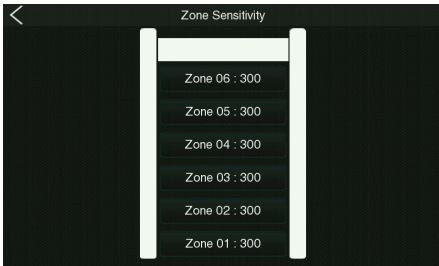 Zone Sensitivity
Zone 06 : 300
Zone 05 : 300
Zone 04 : 300
Zone 03 : 300
Zone 02 : 300
Zone 01 : 300